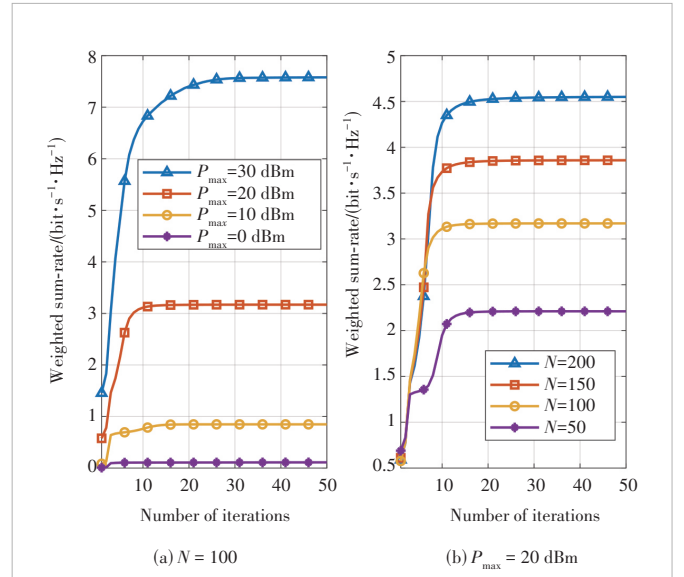 8
7
6
5
4
3
2
1
0
Weighted sum-rate/(bit·s⁻¹·Hz⁻¹)
P_max=30 dBm
P_max=20 dBm
P_max=10 dBm
P_max=0 dBm
10 20 30 40 50
Number of iterations
(a) N = 100
5
4.5
4
3.5
3
2.5
2
1.5
1
0.5
Weighted sum-rate/(bit·s⁻¹·Hz⁻¹)
N=200
N=150
N=100
N=50
10 20 30 40 50
Number of iterations
(b) P_max = 20 dBm